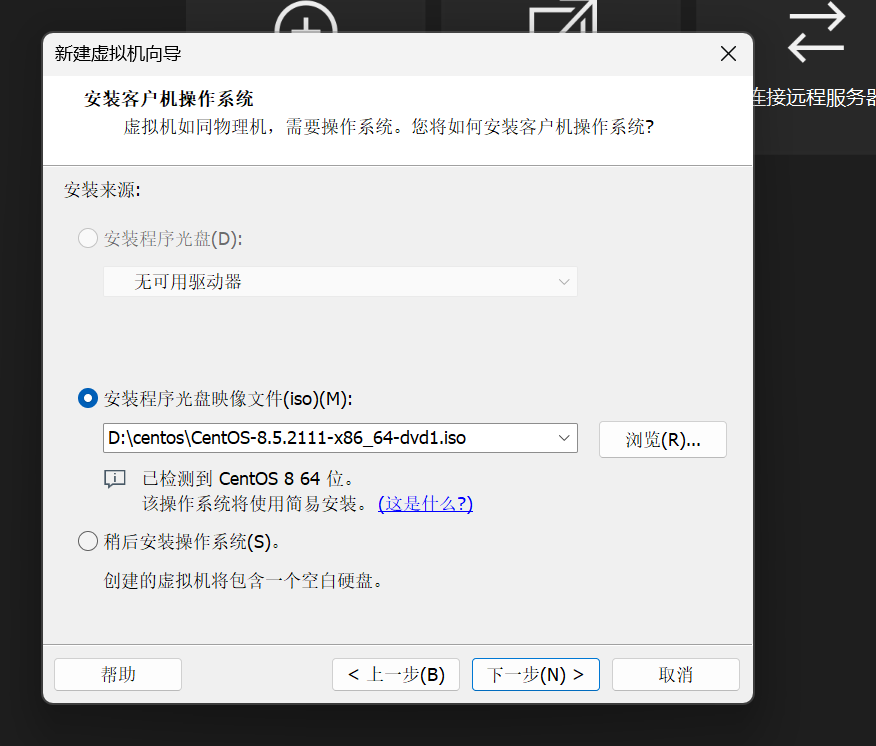 新建虚拟机向导
安装客户机操作系统
虚拟机如同物理机，需要操作系统。您将如何安装客户机操作系统?
连接远程服务器
安装来源:
安装程序光盘(D):
无可用驱动器
安装程序光盘映像文件(iso)(M):
D:\centos\CentOS-8.5.2111-x86_64-dvd1.iso
浏览(R)...
已检测到 CentOS 8 64 位。
该操作系统将使用简易安装。 (这是什么?)
稍后安装操作系统(S)。
创建的虚拟机将包含一个空白硬盘。
帮助
< 上一步(B)
下一步(N) >
取消